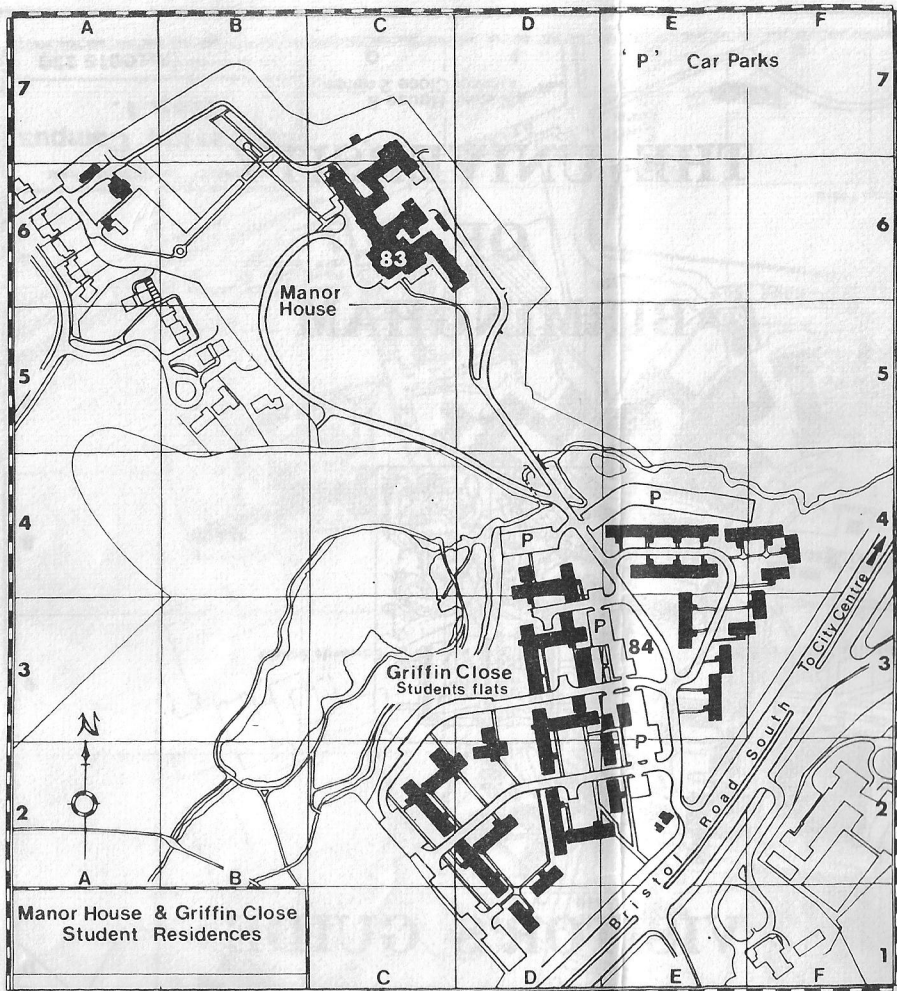 A B C D E F
'P' Car Parks
7 7
6 6
83
Manor
House
5 5
4 4
P
P
P
84
3 3
Griffin Close
Students flats
To City Centre
N
P
2 2
Bristol Road South
A B
Manor House & Griffin Close
Student Residences
1
C D E F